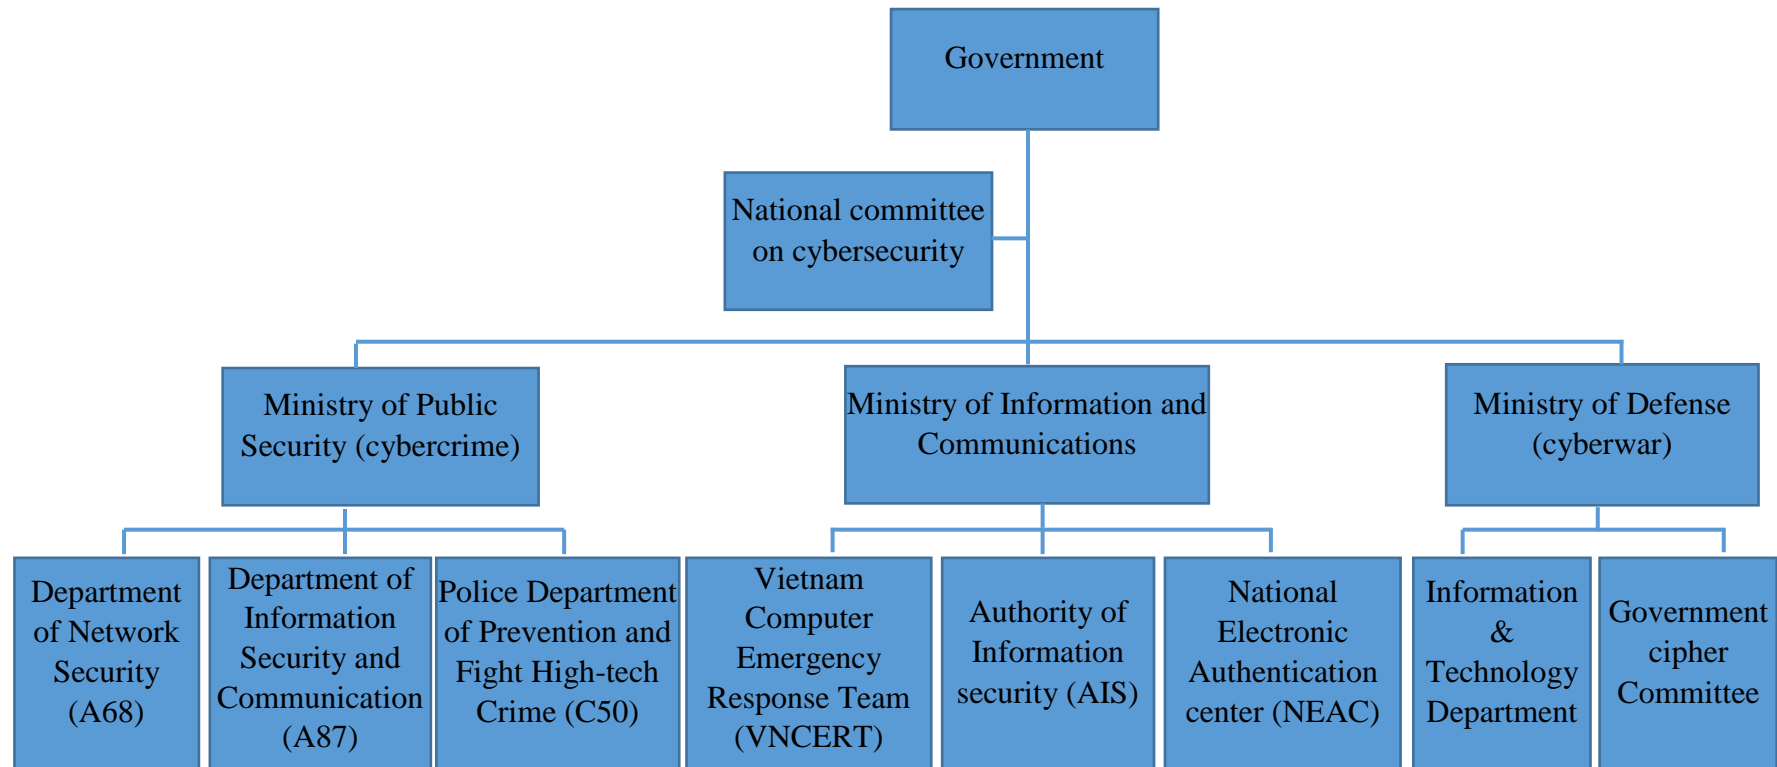 Government
National committee
on cybersecurity
Ministry of Public
Security (cybercrime)
Ministry of Information and
Communications
Ministry of Defense
(cyberwar)
Department
of Network
Security
(A68)
Department of
Information
Security and
Communication
(A87)
Police Department
of Prevention and
Fight High-tech
Crime (C50)
Vietnam
Computer
Emergency
Response Team
(VNCERT)
Authority of
Information
security (AIS)
National
Electronic
Authentication
center (NEAC)
Information
&
Technology
Department
Government
cipher
Committee